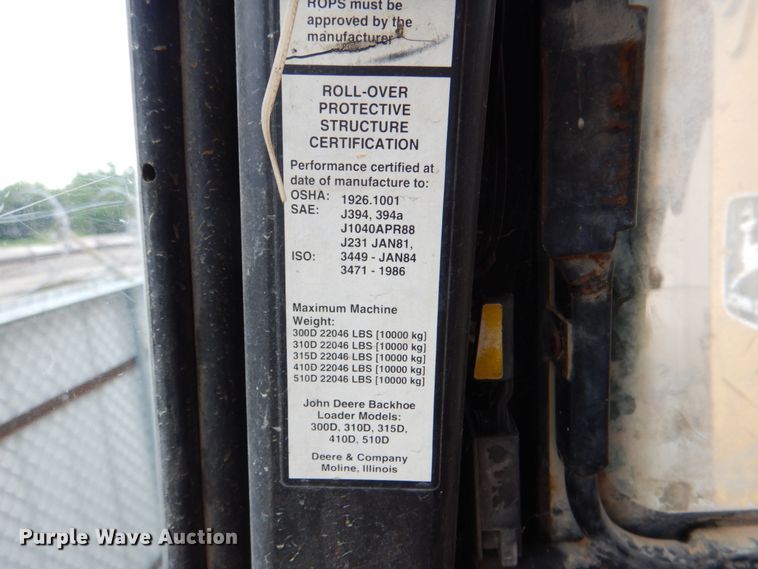 ROPS must be
approved by the
manufacturer
ROLL-OVER
PROTECTIVE
STRUCTURE
CERTIFICATION
Performance certified at
date of manufacture to:
OSHA: 1926.1001
SAE: J394, 394a
J1040APR88
J231 JAN81,
ISO: 3449 - JAN84
3471 - 1986
Maximum Machine
Weight:
300D 22046 LBS [10000 kg]
310D 22046 LBS [10000 kg]
315D 22046 LBS [10000 kg]
410D 22046 LBS [10000 kg]
510D 22046 LBS [10000 kg]
John Deere Backhoe
Loader Models:
300D, 310D, 315D,
410D, 510D
Deere & Company
Moline, Illinois
Purple Wave Auction